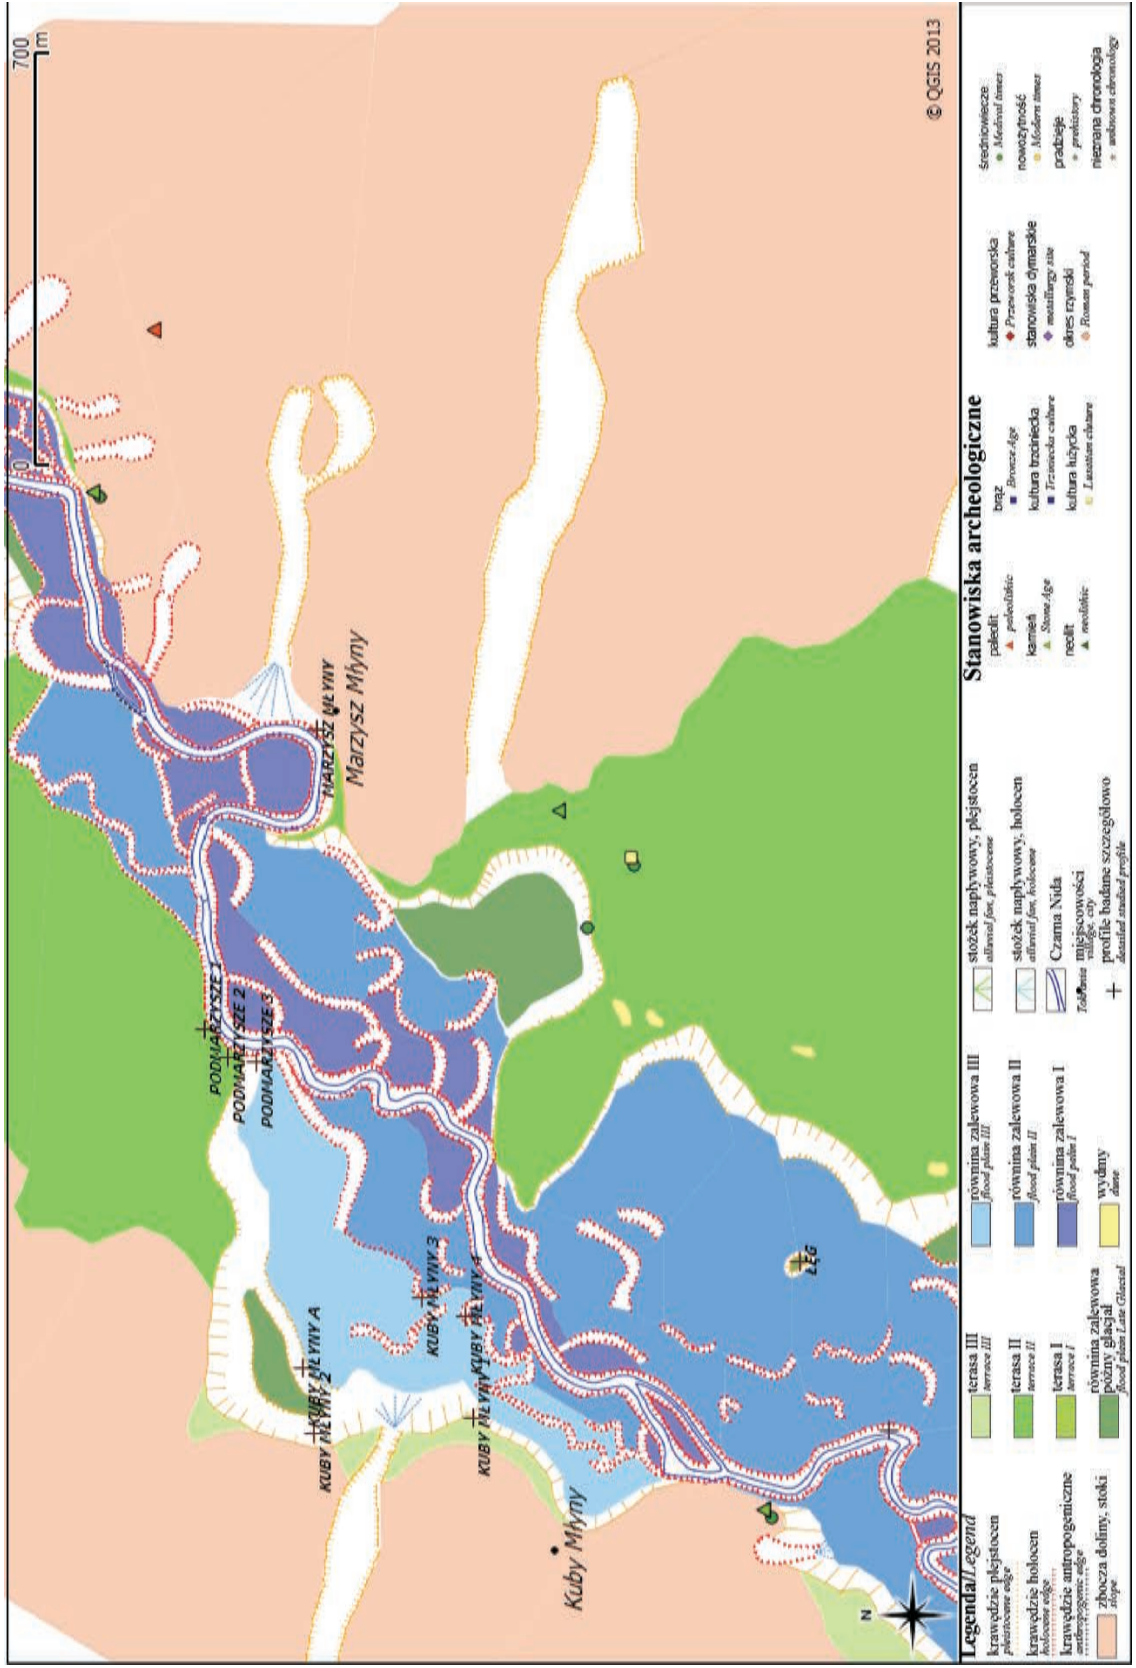 700
m
0
© QGIS 2013
MARZYSZ MŁYNY
Marzysz Młyny
PODMARZYSZE 1
PODMARZYSZE 2
PODMARZYSZE 3
KUBY MŁYNY 3
KUBY MŁYNY 4
KUBY MŁYNY A
KUBY MŁYNY 2
KUBY MŁYNY 1
ŁĘG
Kuby Młyny
N
Legenda/Legend
krawędzie plejstocen
pleistocene edge
krawędzie holocen
holocene edge
krawędzie antropogeniczne
anthropogenic edge
zbocza doliny, stoki
slope
terasa III
terrace III
terasa II
terrace II
terasa I
terrace I
równina zalewowa
późny glacjał
flood plain Late Glacial
równina zalewowa III
flood plain III
równina zalewowa II
flood plain II
równina zalewowa I
flood palin I
wydmy
dune
stożek napływowy, plejstocen
alluvial fan, pleistocene
stożek napływowy, holocen
alluvial fan, holocene
Czarna Nida
Tokarnia
miejscowości
village, city
profile badane szczegółowo
detailed studied profile
Stanowiska archeologiczne
paleolit
paleolithic
kamień
Stone Age
neolit
neolithic
brąz
Bronze Age
kultura trzciniecka
Trziniecka culture
kultura łużycka
Lusatian cluture
kultura przeworska
Przeworsk culture
stanowiska dymarskie
metallurgy site
okres rzymski
Roman period
średniowiecze
Medival times
nowożytność
Modern times
pradzieje
prehistory
nieznana chronologia
unknown chronology